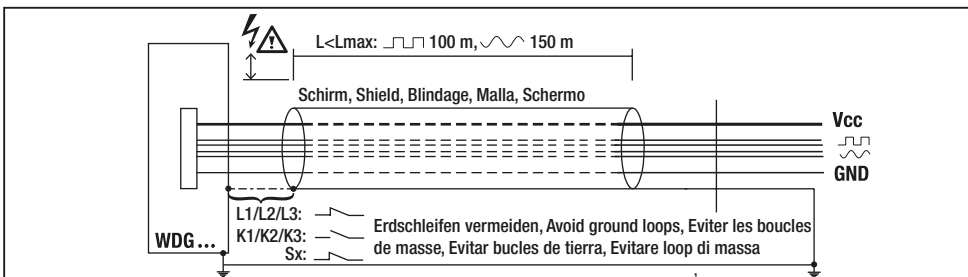 L<Lmax: 100 m, 150 m
Schirm, Shield, Blindage, Malla, Schermo
Vcc
GND
L1/L2/L3:
K1/K2/K3:
Sx:
Erdschleifen vermeiden, Avoid ground loops, Eviter les boucles
de masse, Evitar bucles de tierra, Evitare loop di massa
WDG...